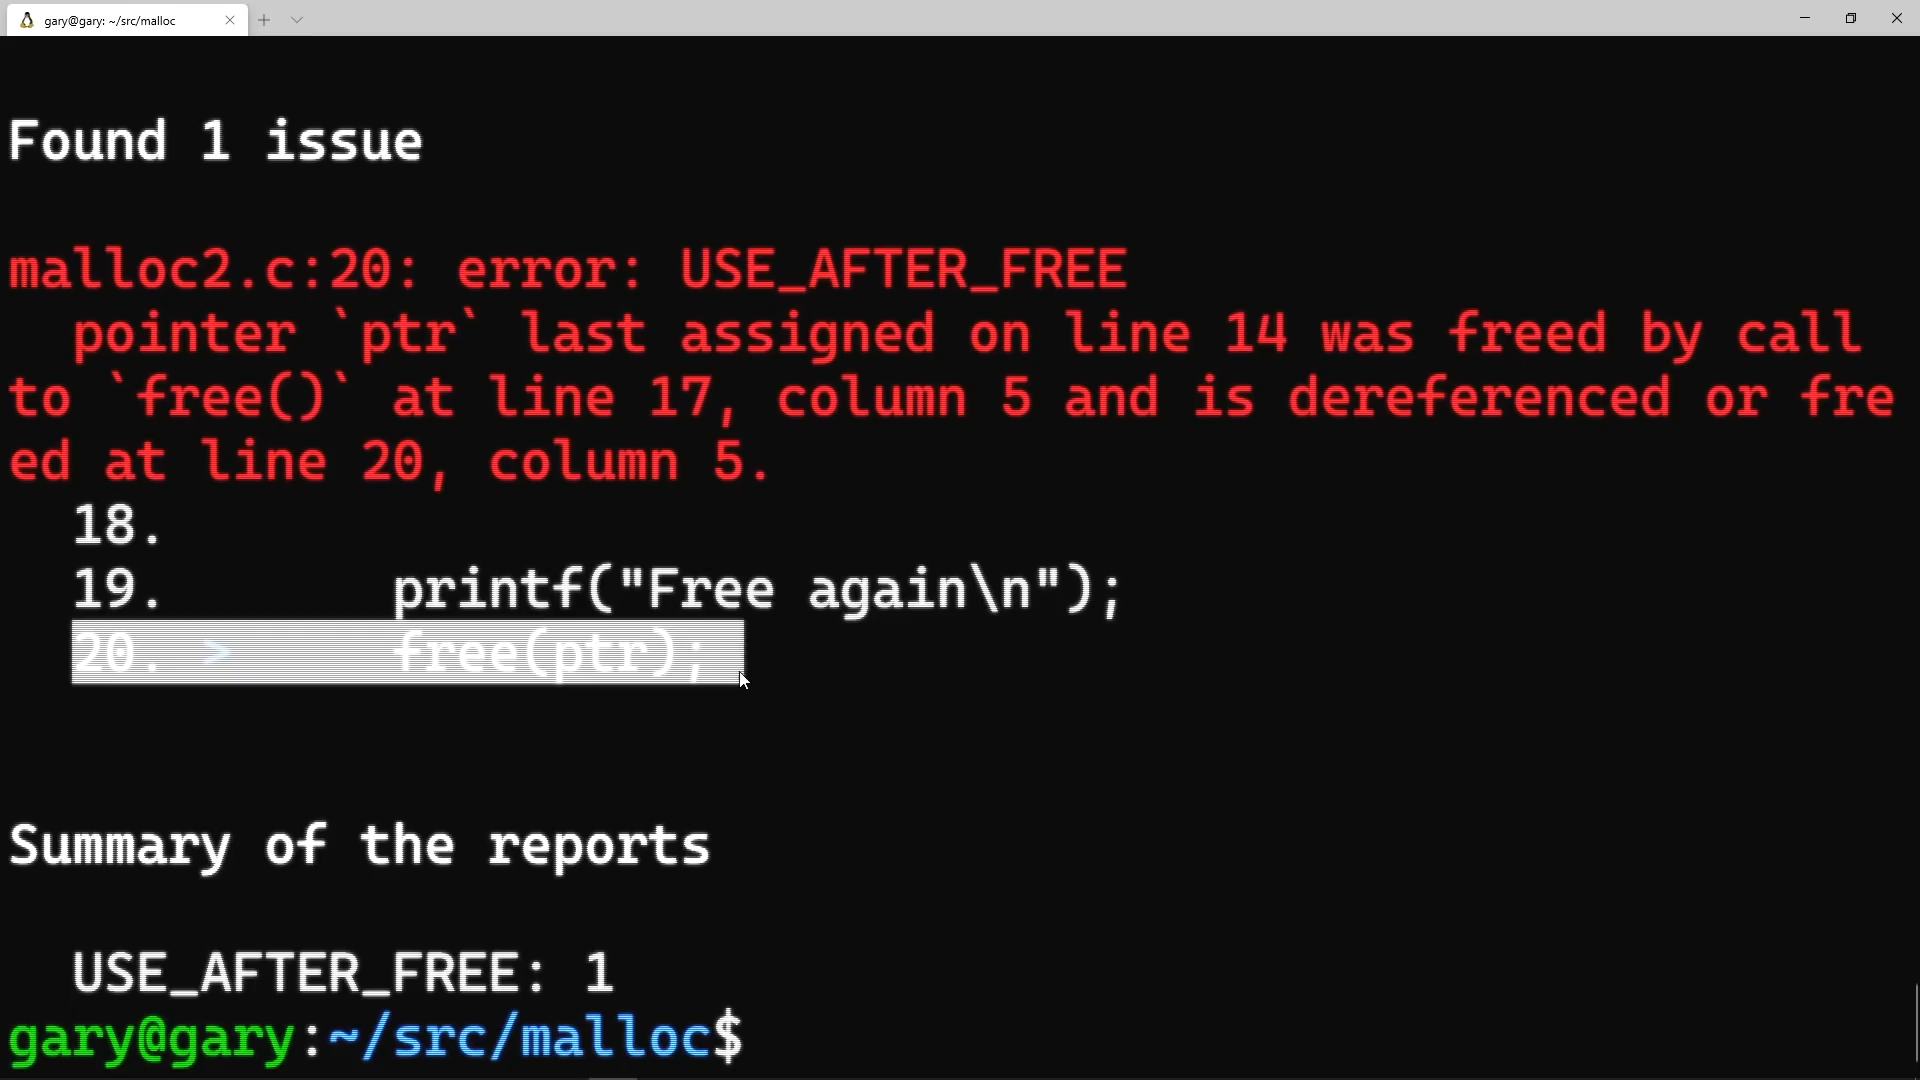 gary@gary: ~/src/malloc
Found 1 issue
malloc2.c:20: error: USE_AFTER_FREE
pointer `ptr` last assigned on line 14 was freed by call
to `free()` at line 17, column 5 and is dereferenced or fre
ed at line 20, column 5.
18.
19. printf("Free again\n");
20. > free(ptr);
Summary of the reports
USE_AFTER_FREE: 1
gary@gary:~/src/malloc$